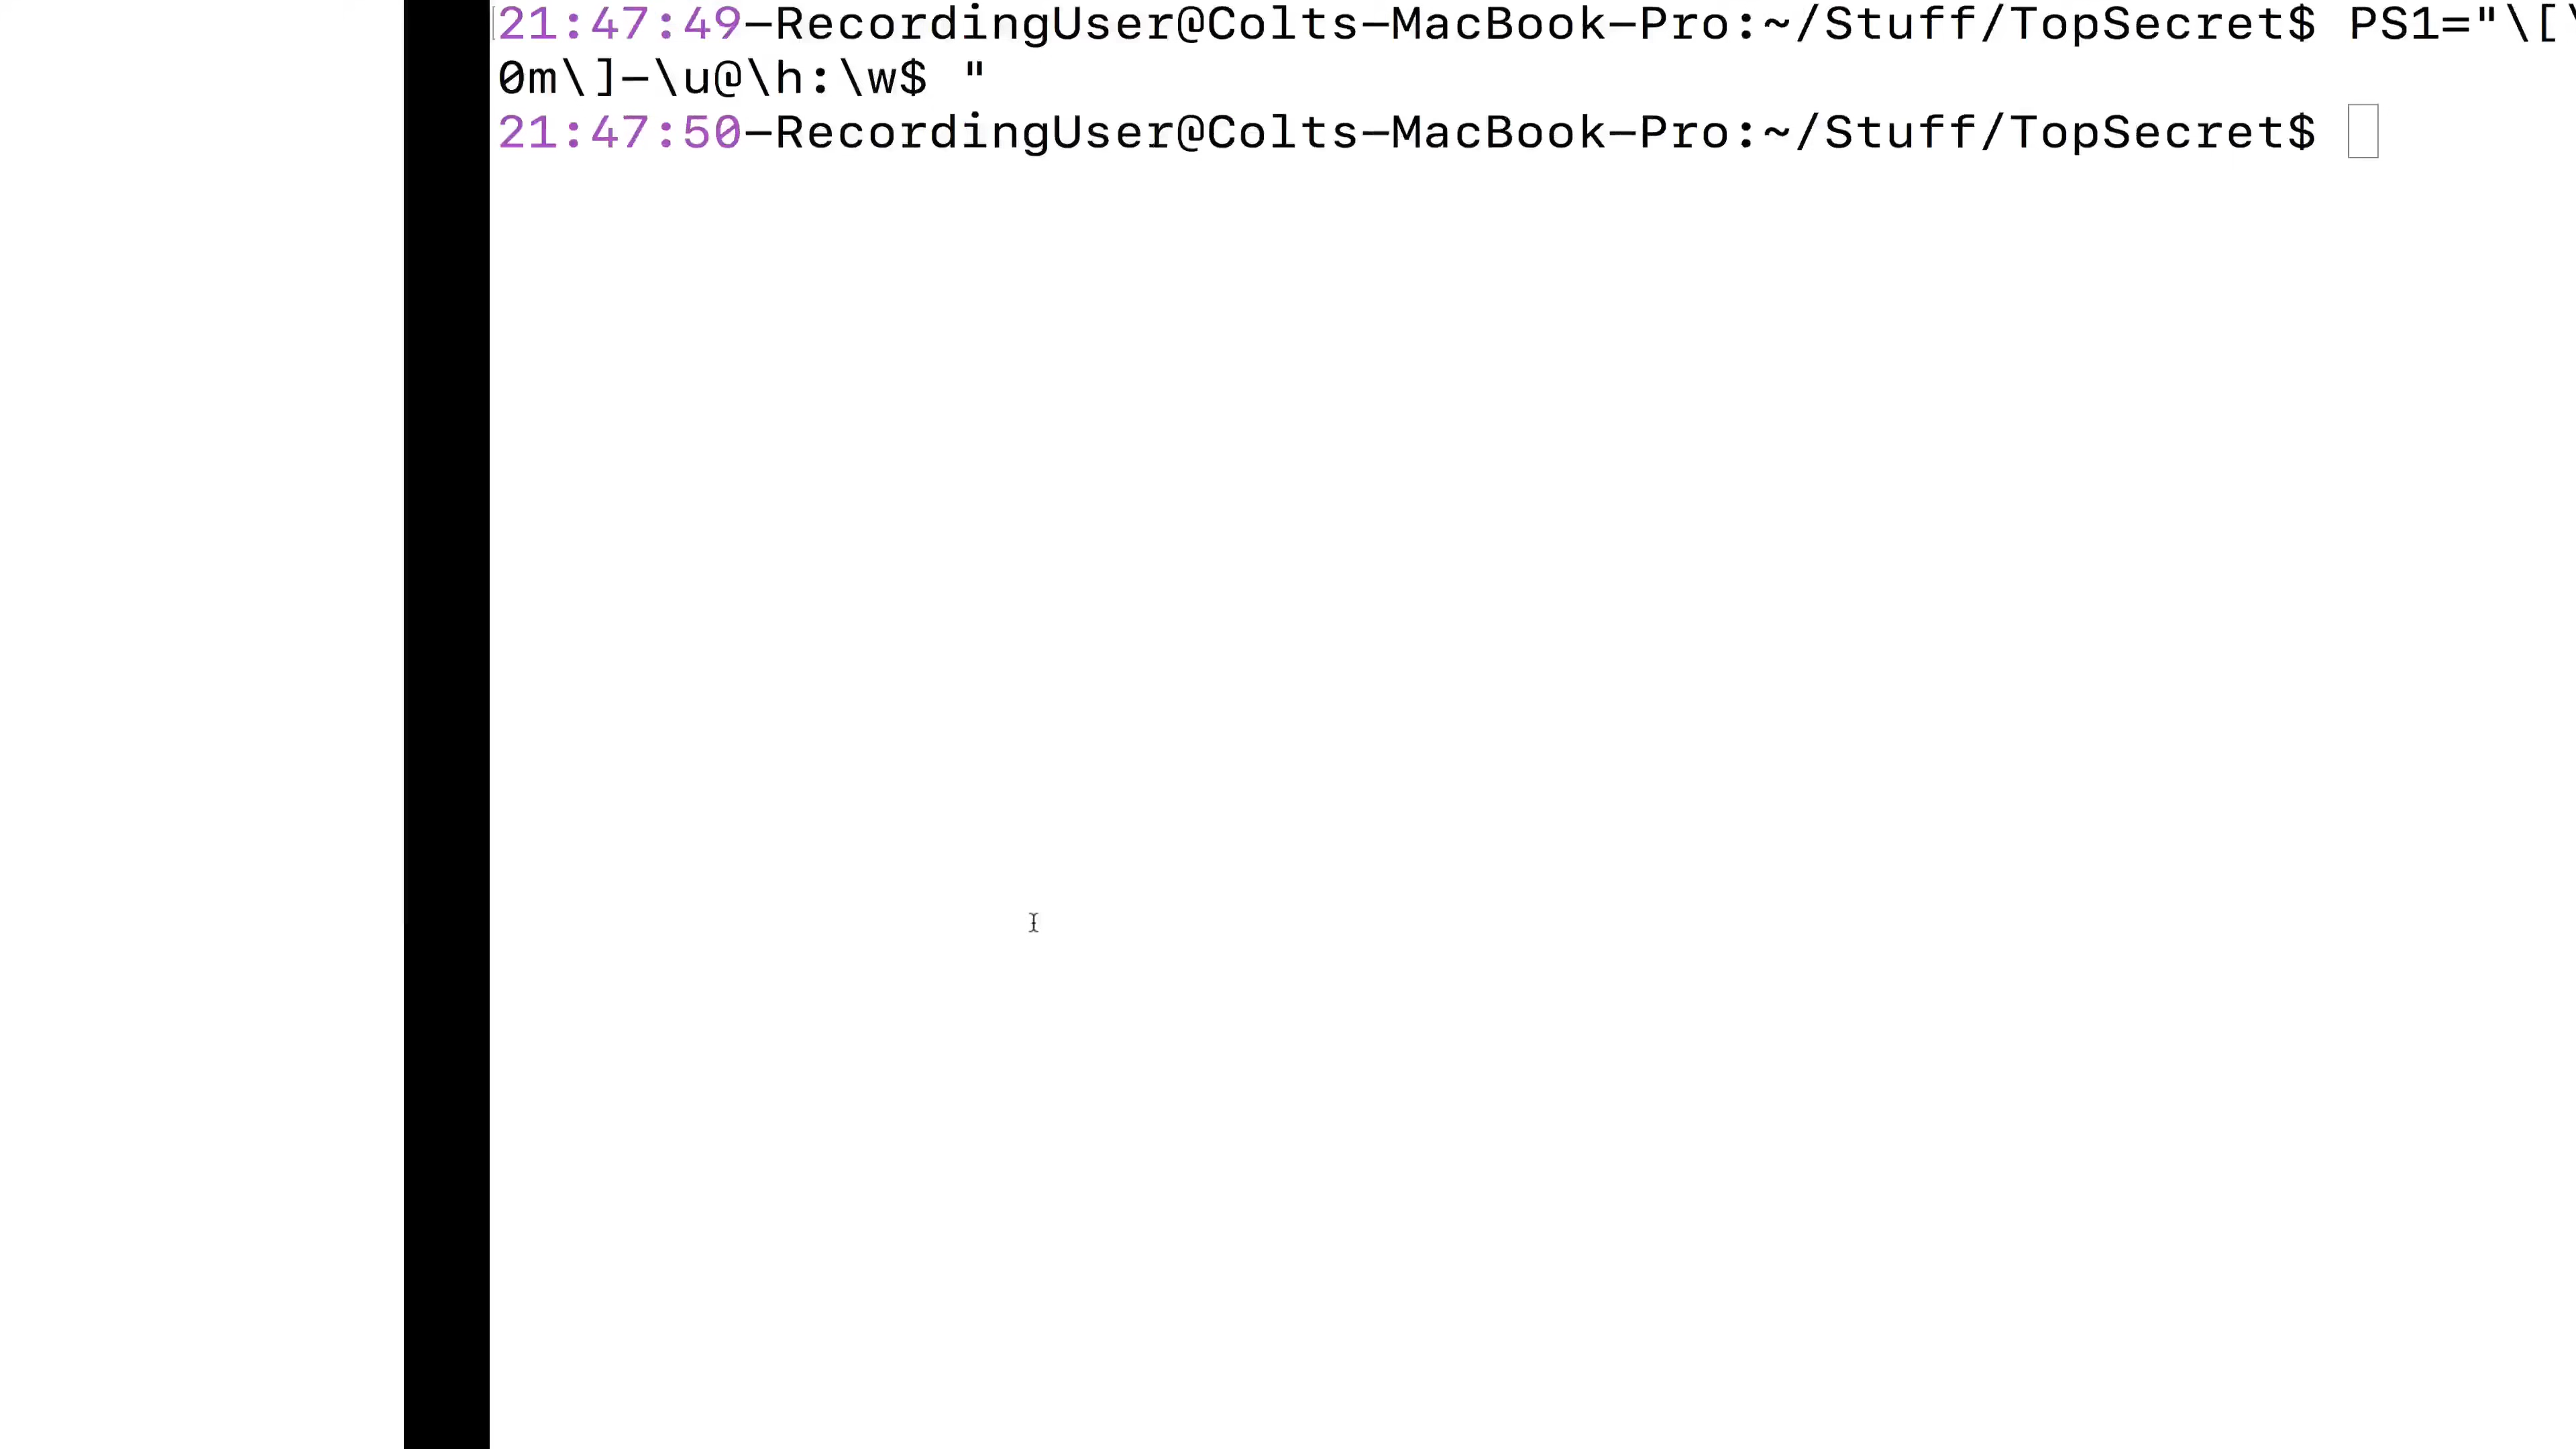 21:47:49-RecordingUser@Colts-MacBook-Pro:~/Stuff/TopSecret$ PS1="\[\
0m\]-\u@\h:\w$ "
21:47:50-RecordingUser@Colts-MacBook-Pro:~/Stuff/TopSecret$